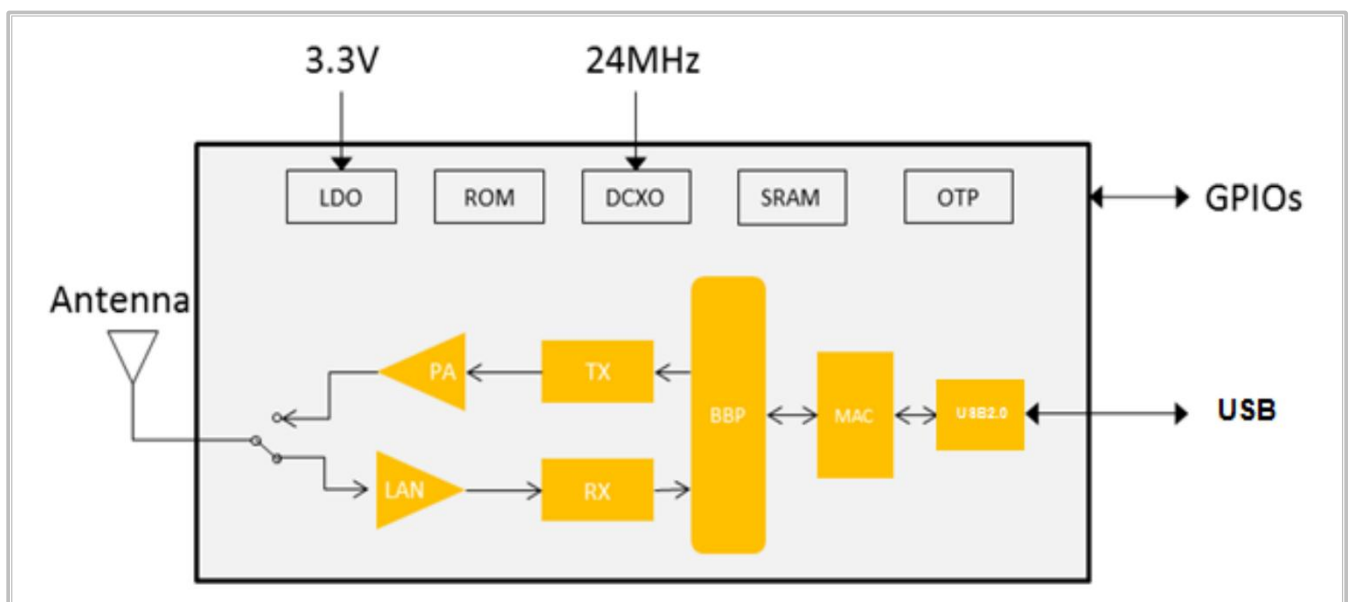 3.3V
24MHz
LDO
ROM
DCXO
SRAM
OTP
GPIOs
Antenna
PA
TX
BBP
MAC
USB2.0
USB
LAN
RX